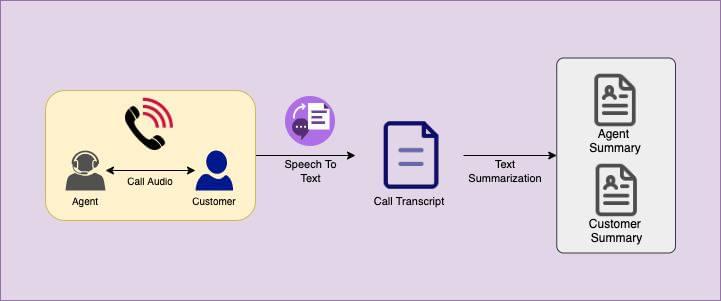 Agent
Call Audio
Customer
Speech To
Text
Call Transcript
Text
Summarization
Agent
Summary
Customer
Summary